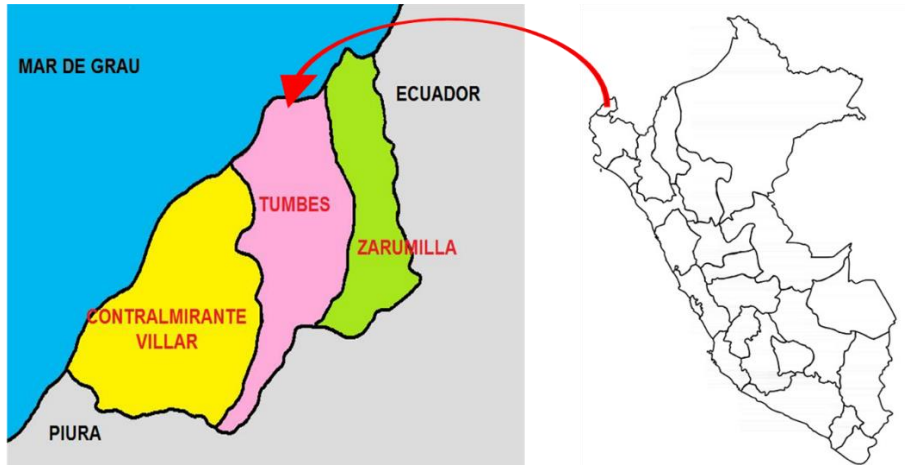 MAR DE GRAU
ECUADOR
TUMBES
ZARUMILLA
CONTRALMIRANTE
VILLAR
PIURA